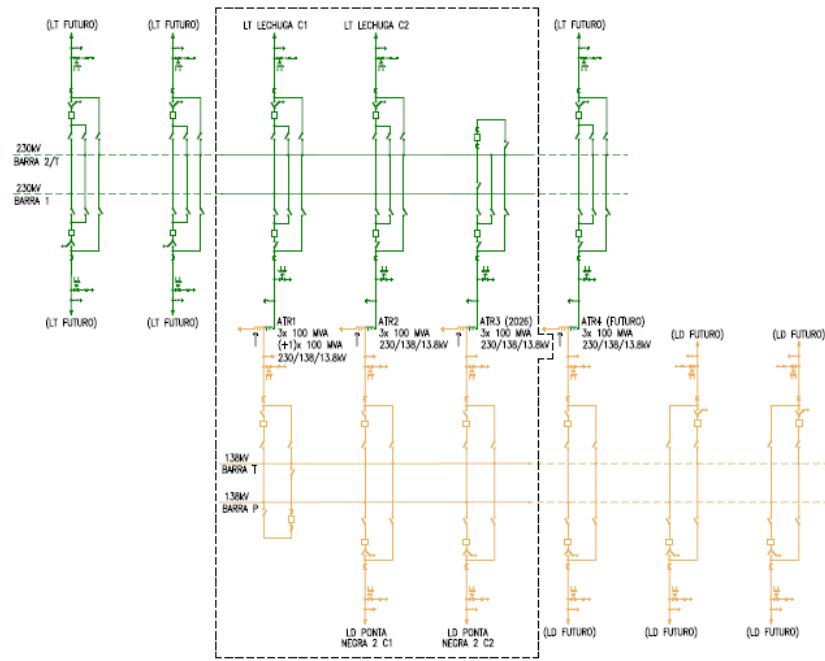 (LT FUTURO)
(LT FUTURO)
LT LECHUGA C1
LT LECHUGA C2
(LT FUTURO)
230kV
BARRA 2/T
230kV
BARRA 1
(LT FUTURO)
(LT FUTURO)
ATR1
3x 100 MVA
(+1)x 100 MVA
230/138/13.8kV
ATR2
3x 100 MVA
230/138/13.8kV
ATR3 (2026)
3x 100 MVA
230/138/13.8kV
ATR4 (FUTURO)
3x 100 MVA
230/138/13.8kV
(LD FUTURO)
(LD FUTURO)
138kV
BARRA T
138kV
BARRA P
LD PONTA
NEGRA 2 C1
LD PONTA
NEGRA 2 C2
(LD FUTURO)
(LD FUTURO)
(LD FUTURO)